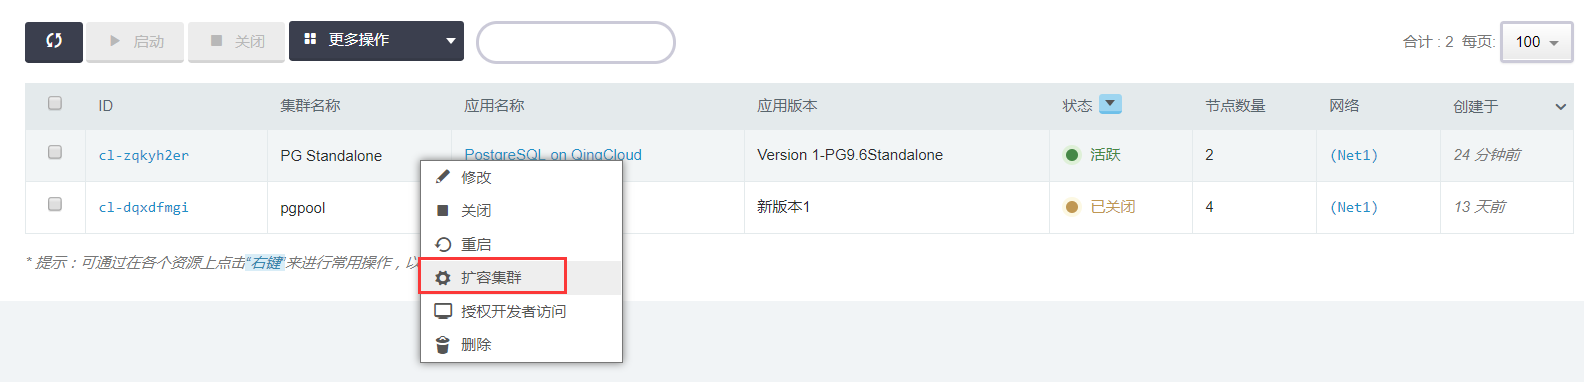 启动 关闭 更多操作 合计 : 2 每页: 100
ID 集群名称 应用名称 应用版本 状态 节点数量 网络 创建于
cl-zqkyh2er PG Standalone PostgreSQL on QingCloud Version 1-PG9.6Standalone 活跃 2 (Net1) 24 分钟前
修改
cl-dqxdfmgi pgpool 新版本1 已关闭 4 (Net1) 13 天前
关闭
重启
* 提示：可通过在各个资源上点击“右键”来进行常用操作，以
扩容集群
授权开发者访问
删除